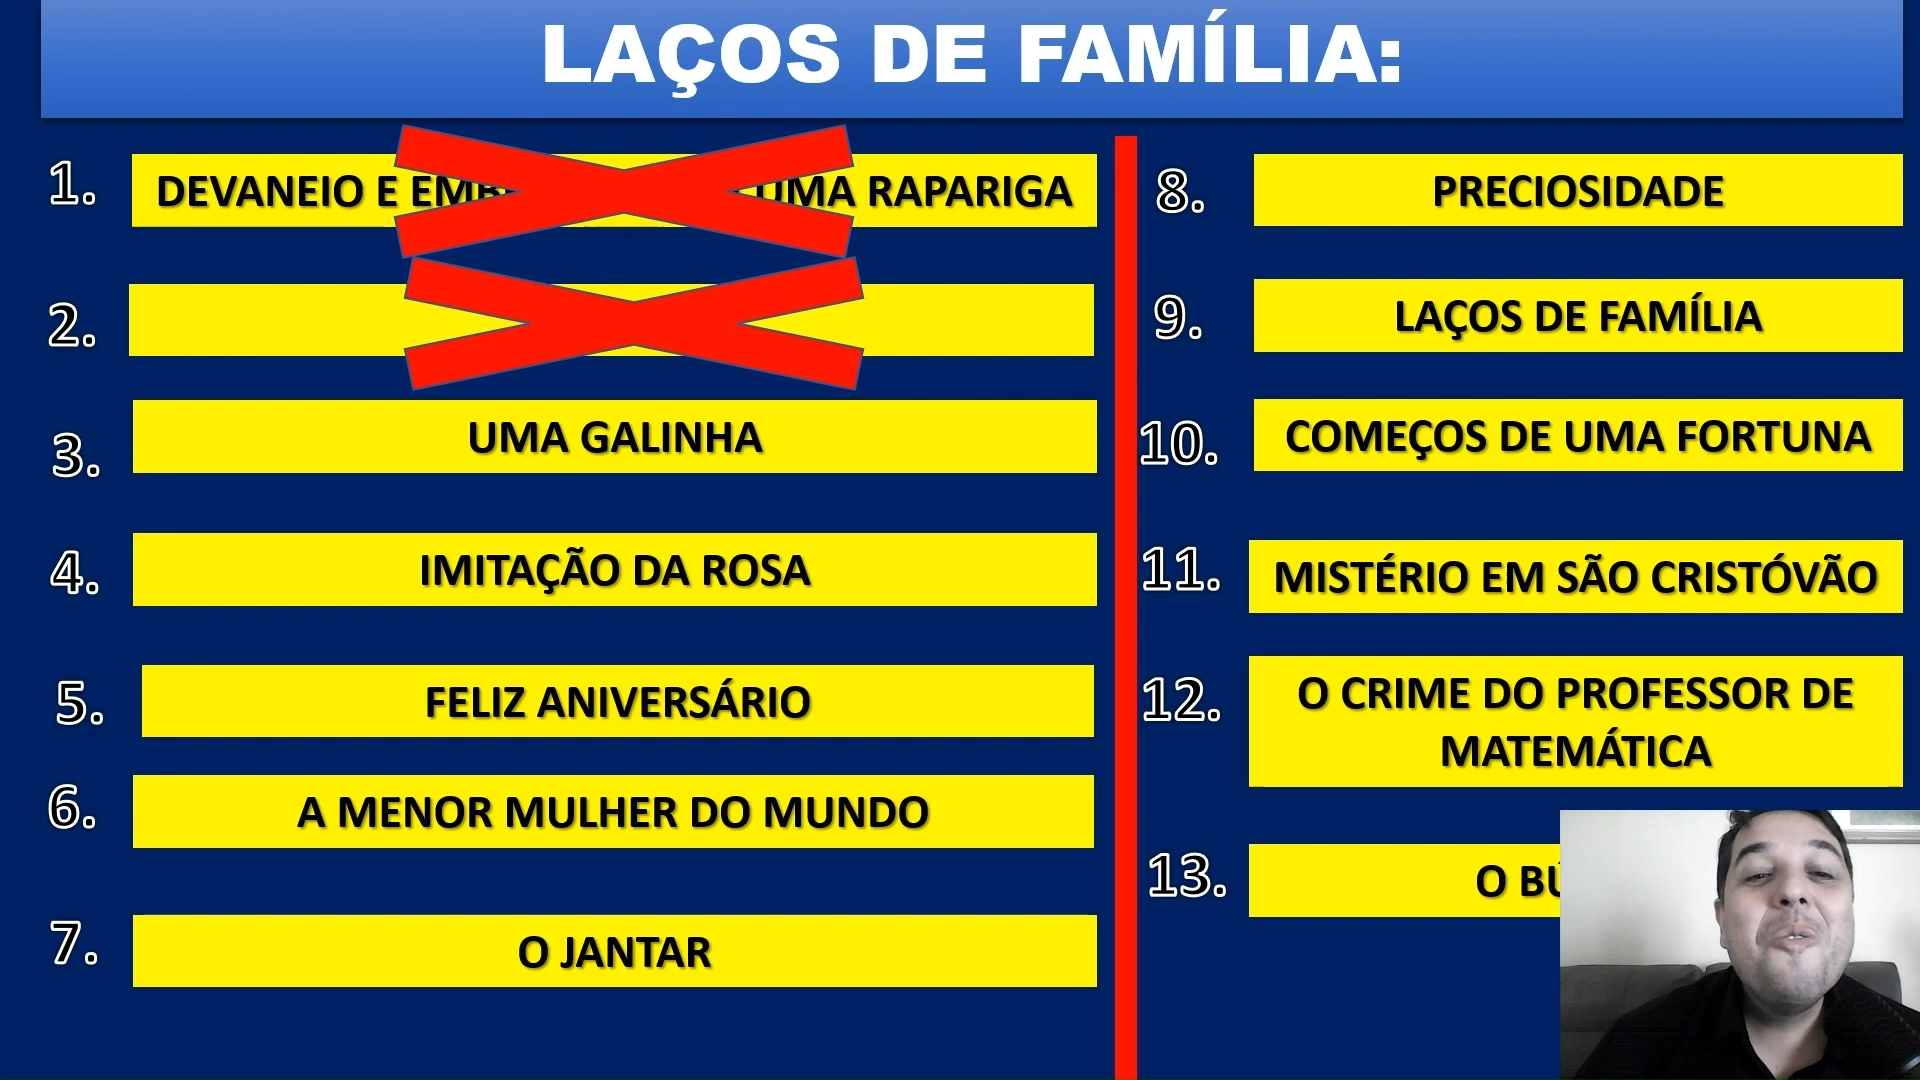 LAÇOS DE FAMÍLIA:
1.
DEVANEIO E UMA RAPARIGA
2.
3.
UMA GALINHA
4.
IMITAÇÃO DA ROSA
5.
FELIZ ANIVERSÁRIO
6.
A MENOR MULHER DO MUNDO
7.
O JANTAR
8.
PRECIOSIDADE
9.
LAÇOS DE FAMÍLIA
10.
COMEÇOS DE UMA FORTUNA
11.
MISTÉRIO EM SÃO CRISTÓVÃO
12.
O CRIME DO PROFESSOR DE
MATEMÁTICA
13.
O